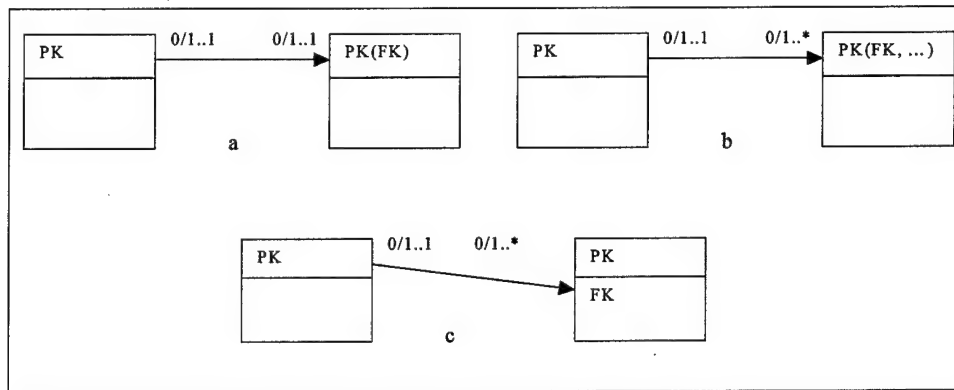 PK 0/1..1 0/1..1 PK(FK)
a
PK 0/1..1 0/1..* PK(FK, ...)
b
PK 0/1..1 0/1..* PK
FK
c